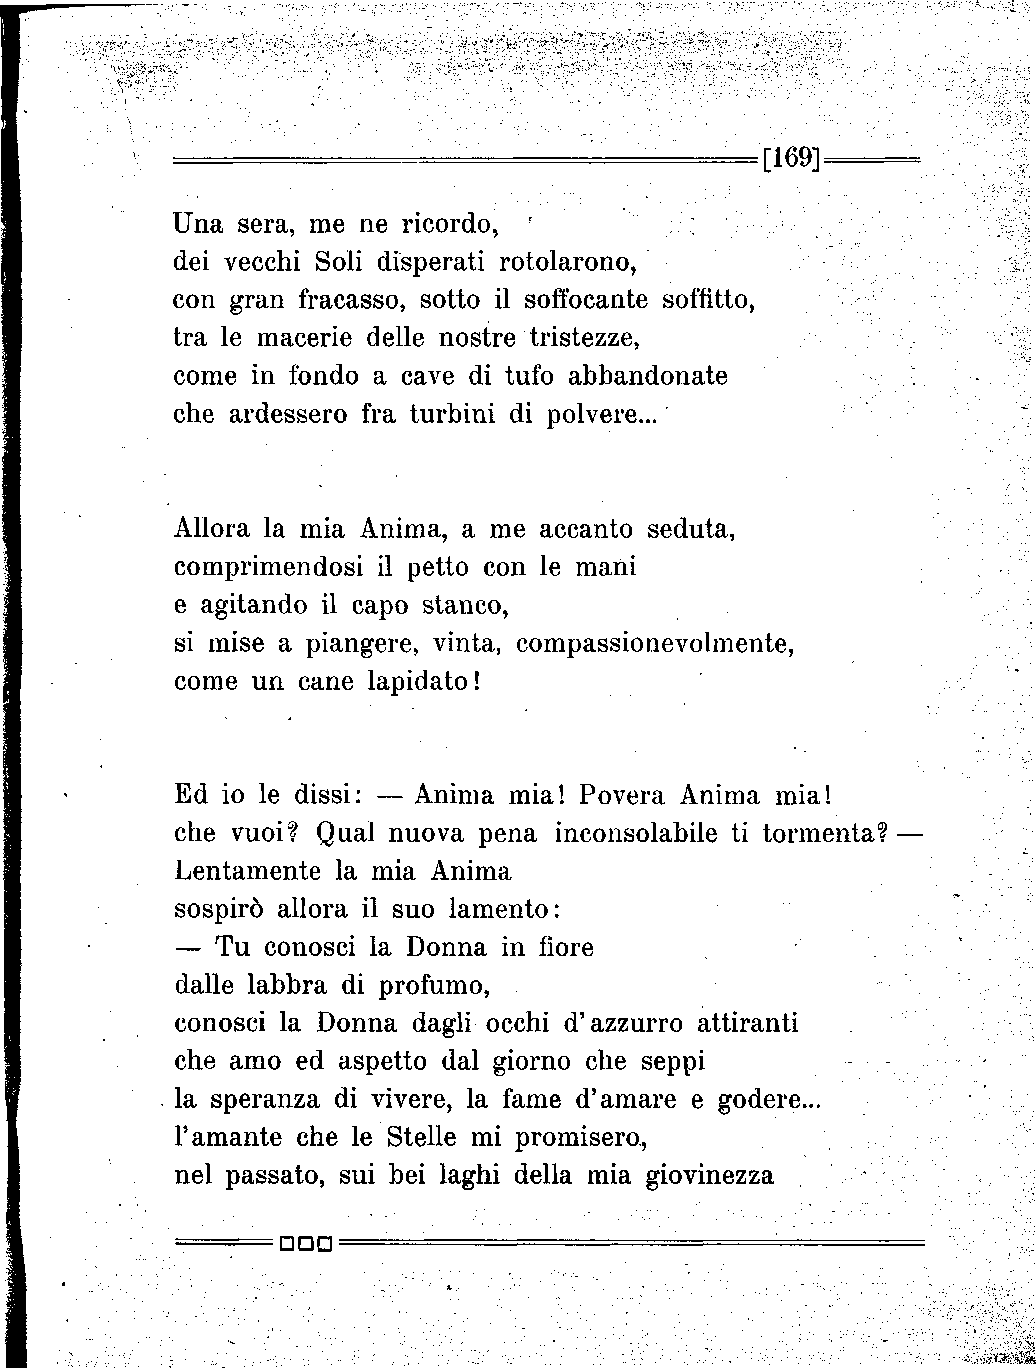 [169]
Una sera, me ne ricordo,
dei vecchi Soli disperati rotolarono,
con gran fracasso, sotto il soffocante soffitto,
tra le macerie delle nostre tristezze,
come in fondo a cave di tufo abbandonate
che ardessero fra turbini di polvere...
Allora la mia Anima, a me accanto seduta,
comprimendosi il petto con le mani
e agitando il capo stanco,
si mise a piangere, vinta, compassionevolmente,
come un cane lapidato!
Ed io le dissi: — Anima mia! Povera Anima mia!
che vuoi? Qual nuova pena inconsolabile ti tormenta? —
Lentamente la mia Anima
sospirò allora il suo lamento:
— Tu conosci la Donna in fiore
dalle labbra di profumo,
conosci la Donna dagli occhi d'azzurro attiranti
che amo ed aspetto dal giorno che seppi
la speranza di vivere, la fame d'amare e godere...
l'amante che le Stelle mi promisero,
nel passato, sui bei laghi della mia giovinezza